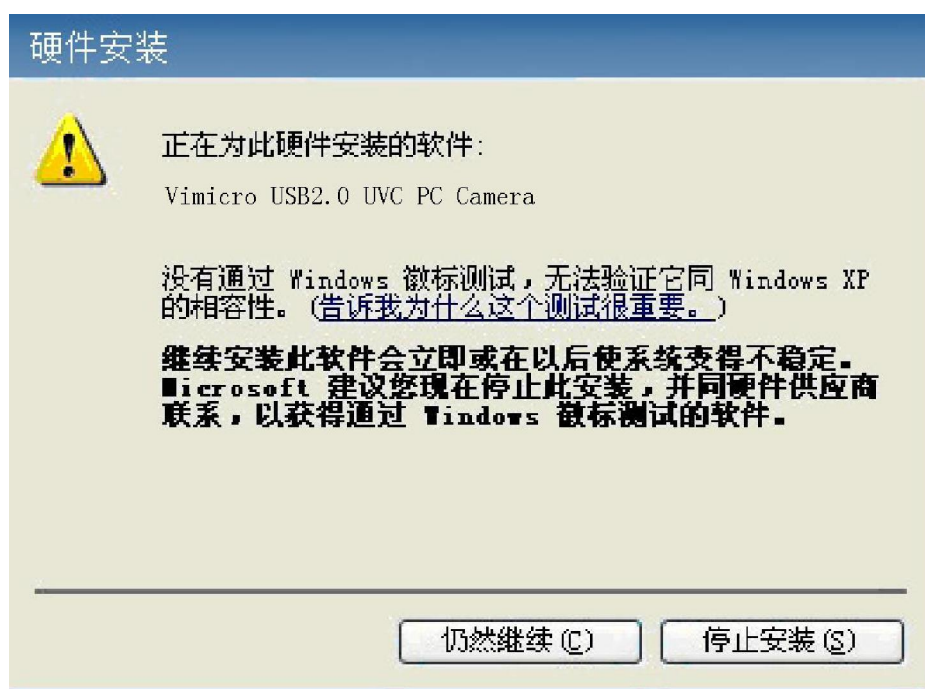 硬件安装
正在为此硬件安装的软件:
Vimicro USB2.0 UVC PC Camera
没有通过 Windows 徽标测试，无法验证它同 Windows XP
的相容性。(告诉我为什么这个测试很重要。)
继续安装此软件会立即或在以后使系统变得不稳定。
Microsoft 建议您现在停止此安装，并同硬件供应商
联系，以获得通过 Windows 徽标测试的软件。
仍然继续(C)
停止安装(S)